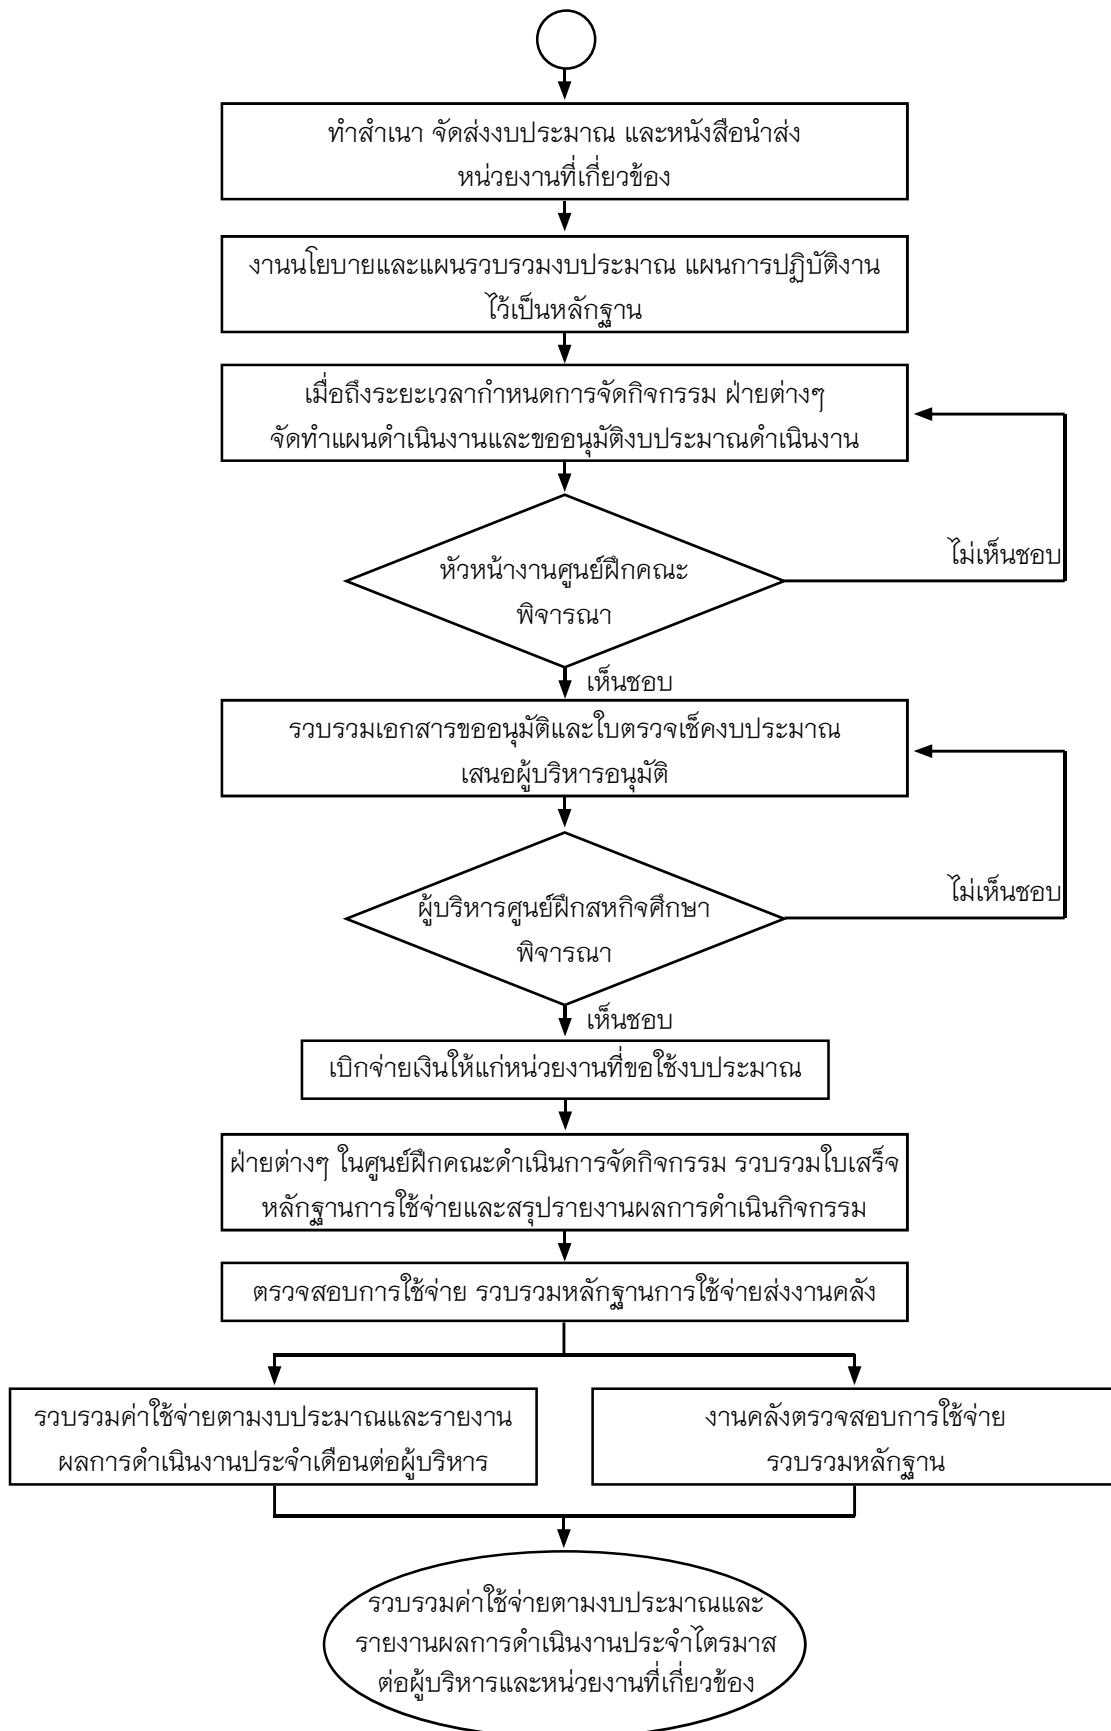 ทำสำเนา จัดส่งงบประมาณ และหนังสือนำส่ง
หน่วยงานที่เกี่ยวข้อง
งานนโยบายและแผนรวบรวมงบประมาณ แผนการปฏิบัติงาน
ไว้เป็นหลักฐาน
เมื่อถึงระยะเวลากำหนดการจัดกิจกรรม ฝ่ายต่างๆ
จัดทำแผนดำเนินงานและขออนุมัติงบประมาณดำเนินงาน
ไม่เห็นชอบ
หัวหน้างานศูนย์ฝึกคณะ
พิจารณา
เห็นชอบ
รวบรวมเอกสารขออนุมัติและใบตรวจเช็คงบประมาณ
เสนอผู้บริหารอนุมัติ
ไม่เห็นชอบ
ผู้บริหารศูนย์ฝึกสหกิจศึกษา
พิจารณา
เห็นชอบ
เบิกจ่ายเงินให้แก่หน่วยงานที่ขอใช้งบประมาณ
ฝ่ายต่างๆ ในศูนย์ฝึกคณะดำเนินการจัดกิจกรรม รวบรวมใบเสร็จ
หลักฐานการใช้จ่ายและสรุปรายงานผลการดำเนินกิจกรรม
ตรวจสอบการใช้จ่าย รวบรวมหลักฐานการใช้จ่ายส่งงานคลัง
รวบรวมค่าใช้จ่ายตามงบประมาณและรายงาน
ผลการดำเนินงานประจำเดือนต่อผู้บริหาร
งานคลังตรวจสอบการใช้จ่าย
รวบรวมหลักฐาน
รวบรวมค่าใช้จ่ายตามงบประมาณและ
รายงานผลการดำเนินงานประจำไตรมาส
ต่อผู้บริหารและหน่วยงานที่เกี่ยวข้อง